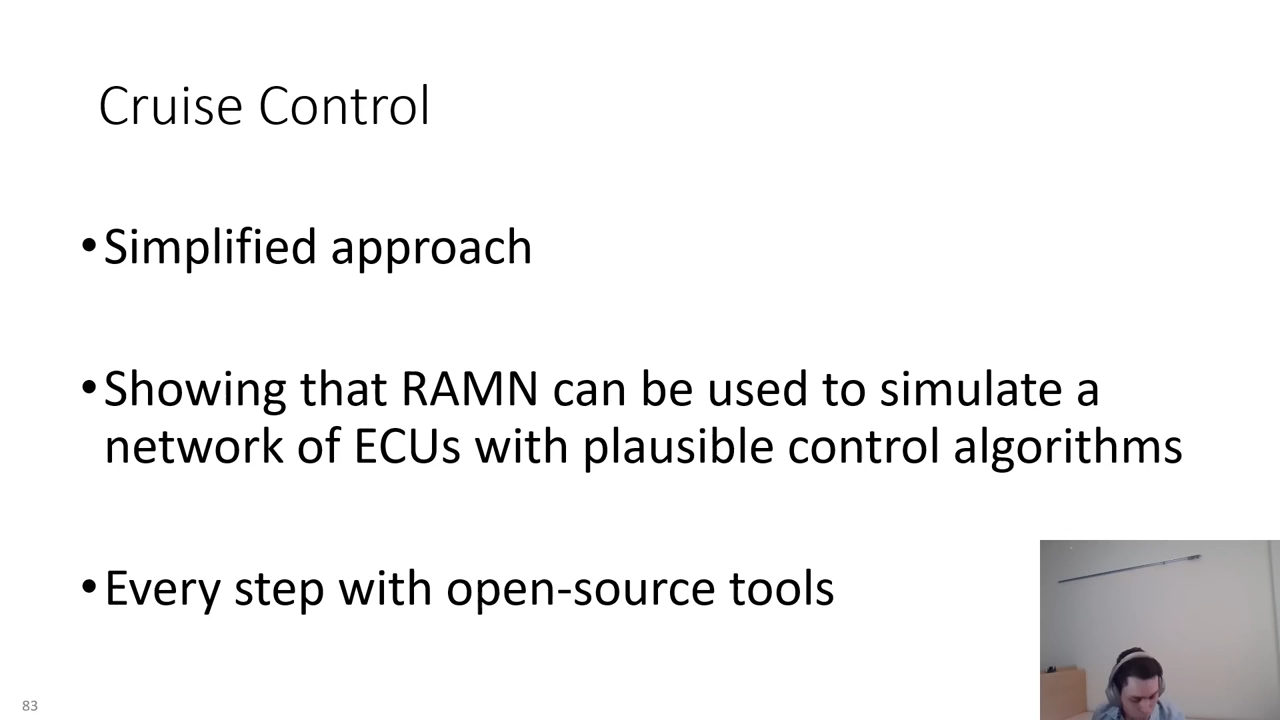 Cruise Control
•Simplified approach
•Showing that RAMN can be used to simulate a
network of ECUs with plausible control algorithms
•Every step with open-source tools
83